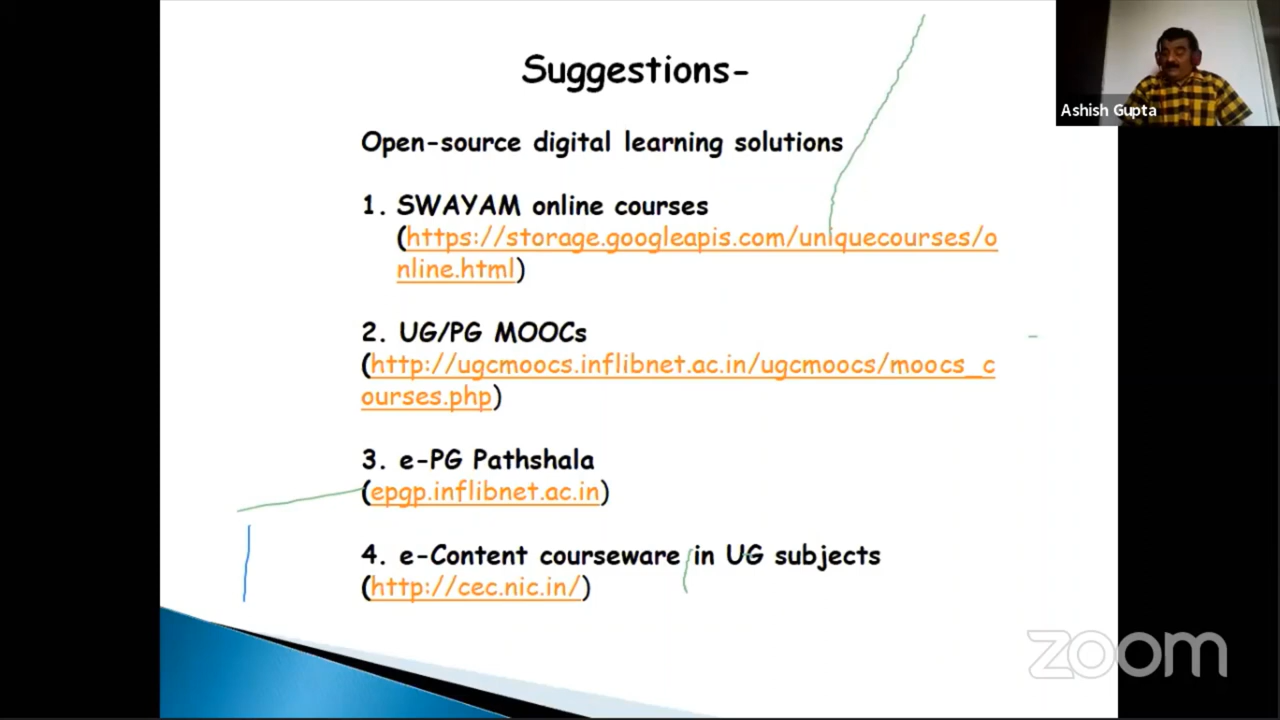 Suggestions-
Ashish Gupta
Open-source digital learning solutions
1. SWAYAM online courses
(https://storage.googleapis.com/uniquecourses/o
nline.html)
2. UG/PG MOOCs
(http://ugcmoocs.inflibnet.ac.in/ugcmoocs/moocs_c
ourses.php)
3. e-PG Pathshala
(epgp.inflibnet.ac.in)
4. e-Content courseware in UG subjects
(http://cec.nic.in/)
zoom